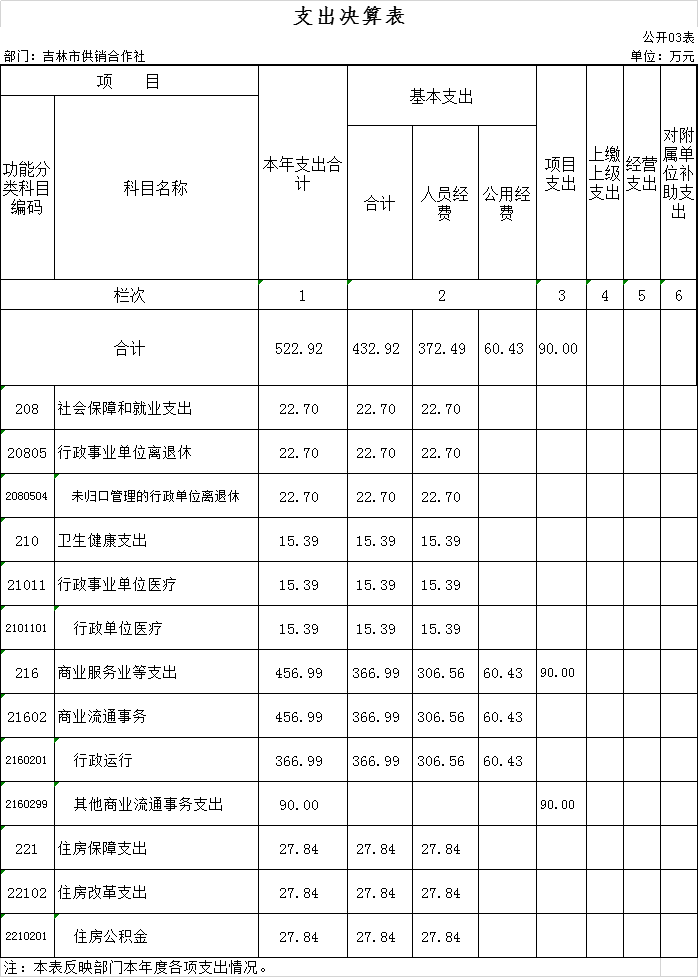 支出决算表
公开03表
部门：吉林市供销合作社 单位：万元
项 目 本年支出合计 基本支出 项目支出 上缴上级支出 经营支出 对附属单位补助支出
功能分类科目编码 科目名称 合计 人员经费 公用经费
栏次 1 2 3 4 5 6
合计 522.92 432.92 372.49 60.43 90.00
208 社会保障和就业支出 22.70 22.70 22.70
20805 行政事业单位离退休 22.70 22.70 22.70
2080504 未归口管理的行政单位离退休 22.70 22.70 22.70
210 卫生健康支出 15.39 15.39 15.39
21011 行政事业单位医疗 15.39 15.39 15.39
2101101 行政单位医疗 15.39 15.39 15.39
216 商业服务业等支出 456.99 366.99 306.56 60.43 90.00
21602 商业流通事务 456.99 366.99 306.56 60.43
2160201 行政运行 366.99 366.99 306.56 60.43
2160299 其他商业流通事务支出 90.00 90.00
221 住房保障支出 27.84 27.84 27.84
22102 住房改革支出 27.84 27.84 27.84
2210201 住房公积金 27.84 27.84 27.84
注：本表反映部门本年度各项支出情况。